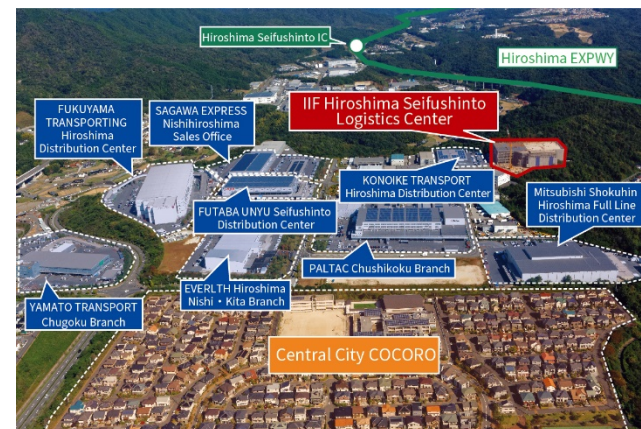 Hiroshima Seifushinto IC
Hiroshima EXPWY
IIF Hiroshima Seifushinto
Logistics Center
FUKUYAMA
TRANSPORTING
Hiroshima
Distribution Center
SAGAWA EXPRESS
Nishihiroshima
Sales Office
KONOIKE TRANSPORT
Hiroshima Distribution Center
Mitsubishi Shokuhin
Hiroshima Full Line
Distribution Center
FUTABA UNYU Seifushinto
Distribution Center
PALTAC Chushikoku Branch
EVERLTH Hiroshima
Nishi・Kita Branch
YAMATO TRANSPORT
Chugoku Branch
Central City COCORO